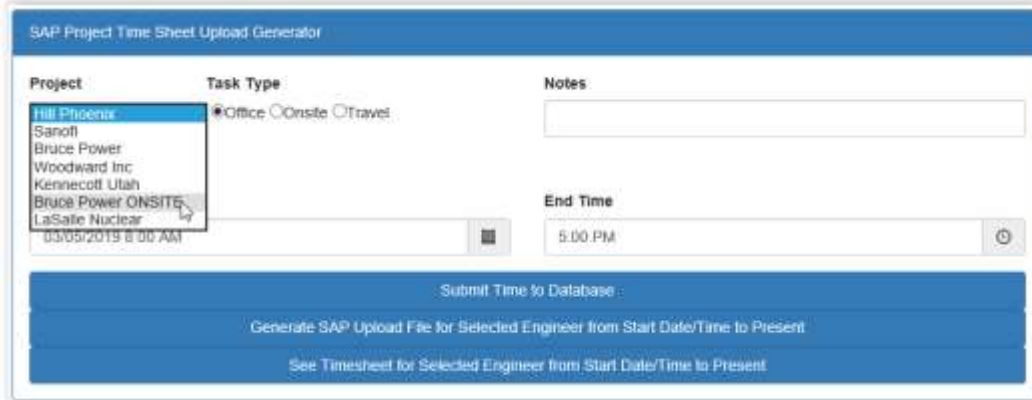 SAP Project Time Sheet Upload Generator
Project Task Type Notes
Hill Phoenix Office Onsite Travel
Sanofi
Bruce Power
Woodward Inc
Kennecott Utah
Bruce Power ONSITE
LaSalle Nuclear
End Time
03/05/2019 8:00 AM 5:00 PM
Submit Time to Database
Generate SAP Upload File for Selected Engineer from Start Date/Time to Present
See Timesheet for Selected Engineer from Start Date/Time to Present